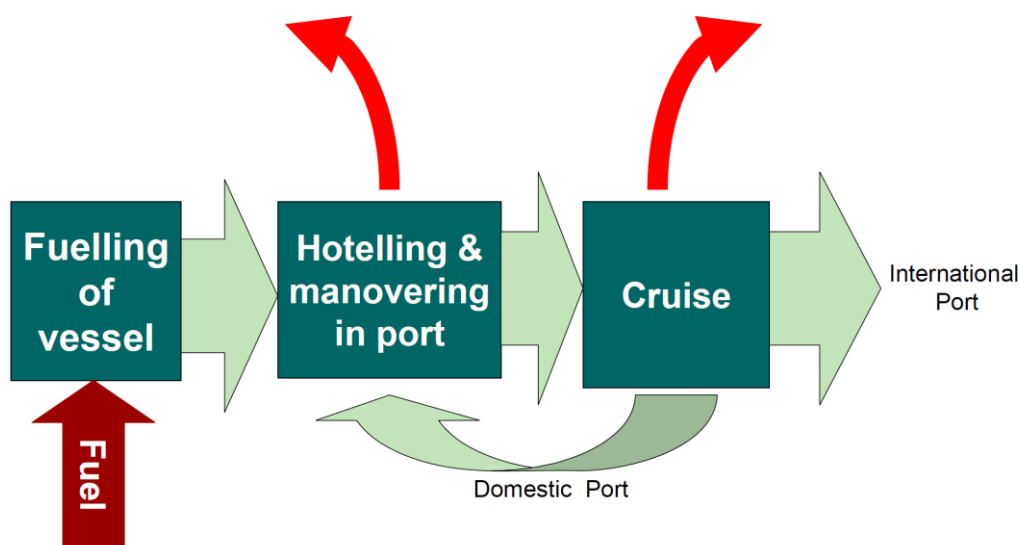 Fuelling
of
vessel
Fuel
Hotelling &
manovering
in port
Cruise
International
Port
Domestic Port